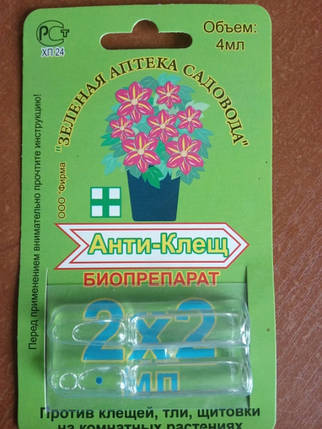 РСТ
ХП 24
Объем:
4мл
"ЗЕЛЕНАЯ АПТЕКА САДОВОДА"
ООО "Фирма
Перед применением внимательно прочтите инструкцию!
Анти-Клещ
БИОПРЕПАРАТ
2x2
мл
Против клещей, тли, щитовки
на комнатных растениях